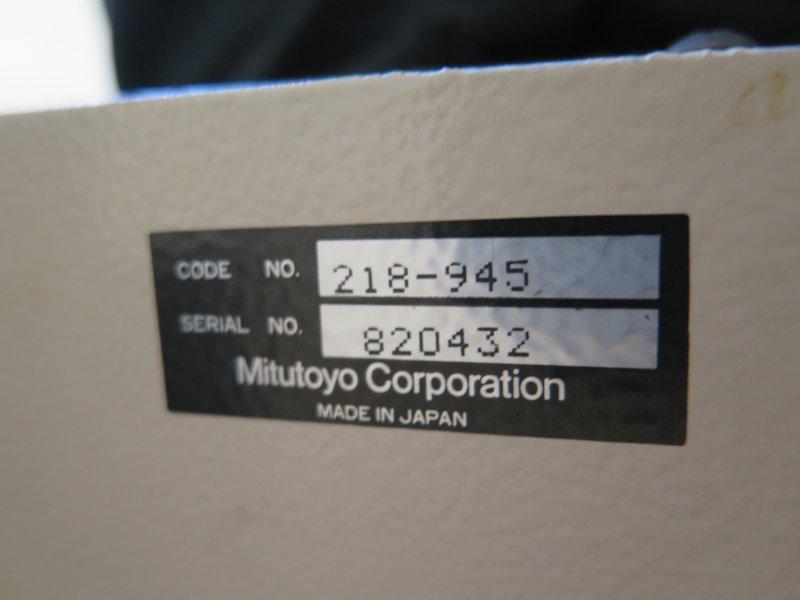 CODE NO. 218-945
SERIAL NO. 820432
Mitutoyo Corporation
MADE IN JAPAN